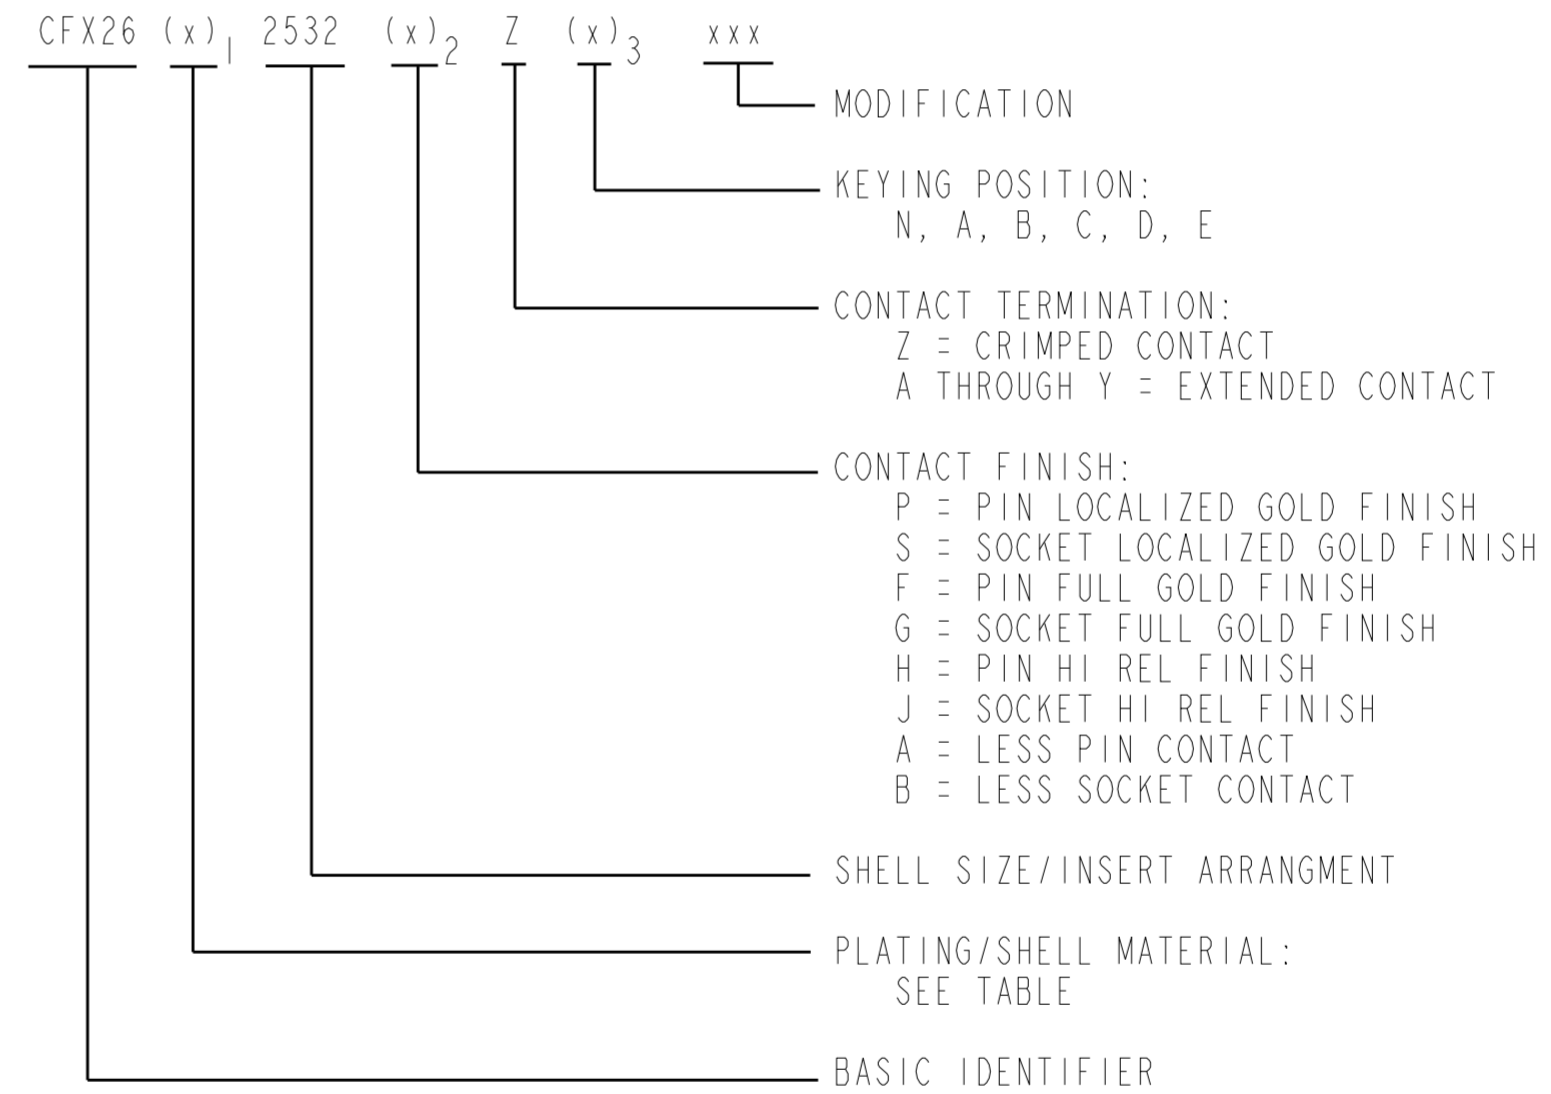 CFX26 (x)1 2532 (x)2 Z (x)3 xxx
MODIFICATION
KEYING POSITION:
N, A, B, C, D, E
CONTACT TERMINATION:
Z = CRIMPED CONTACT
A THROUGH Y = EXTENDED CONTACT
CONTACT FINISH:
P = PIN LOCALIZED GOLD FINISH
S = SOCKET LOCALIZED GOLD FINISH
F = PIN FULL GOLD FINISH
G = SOCKET FULL GOLD FINISH
H = PIN HI REL FINISH
J = SOCKET HI REL FINISH
A = LESS PIN CONTACT
B = LESS SOCKET CONTACT
SHELL SIZE/INSERT ARRANGMENT
PLATING/SHELL MATERIAL:
SEE TABLE
BASIC IDENTIFIER